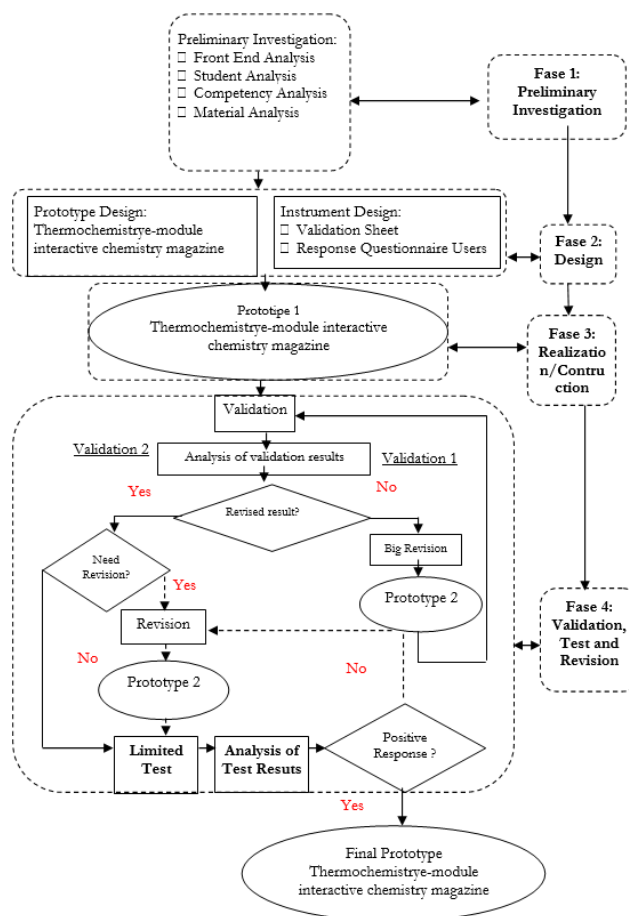 Preliminary Investigation:
□ Front End Analysis
□ Student Analysis
□ Competency Analysis
□ Material Analysis
Fase 1:
Preliminary
Investigation
Prototype Design:
Thermochemistrye-module
interactive chemistry magazine
Instrument Design:
□ Validation Sheet
□ Response Questionnaire Users
Fase 2:
Design
Prototipe 1
Thermochemistrye-module interactive
chemistry magazine
Fase 3:
Realization
n/Contruction
Validation
Validation 2
Analysis of validation results
Validation 1
Yes
No
Revised result?
Need
Revision?
Big Revision
Yes
Prototype 2
Revision
Fase 4:
Validation,
Test and
Revision
No
No
Prototype 2
Positive
Response ?
Limited
Test
Analysis of
Test Resuts
Yes
Final Prototype
Thermochemistrye-module
interactive chemistry magazine